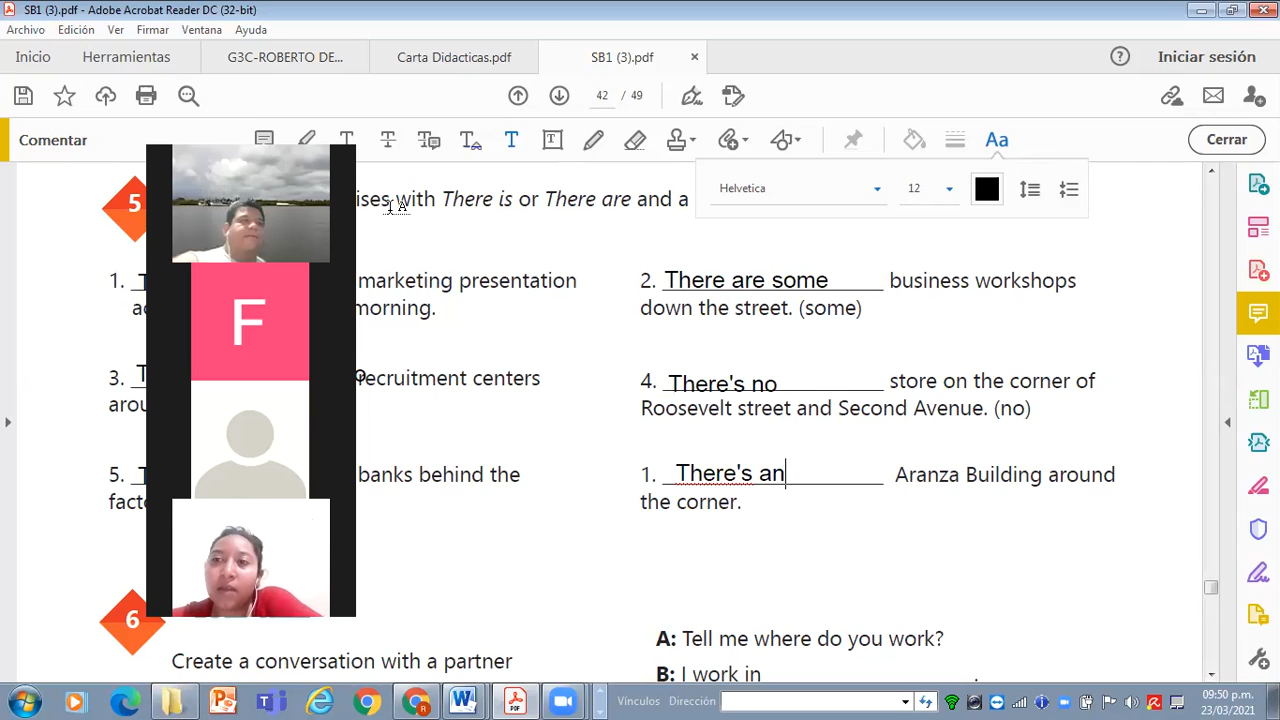 SB1 (3).pdf - Adobe Acrobat Reader DC (32-bit)
Archivo Edición Ver Firmar Ventana Ayuda
Inicio Herramientas G3C-ROBERTO DE... Carta Didacticas.pdf SB1 (3).pdf Iniciar sesión
42 / 49
Comentar Aa Cerrar
Helvetica 12
5 ises with There is or There are and a
1. marketing presentation
morning.
2. There are some business workshops
down the street. (some)
3. recruitment centers
arou
4. There's no store on the corner of
Roosevelt street and Second Avenue. (no)
5. banks behind the
facto
1. There's an Aranza Building around
the corner.
F
6
Create a conversation with a partner
A: Tell me where do you work?
B: I work in .
Vínculos Dirección
09:50 p.m.
23/03/2021